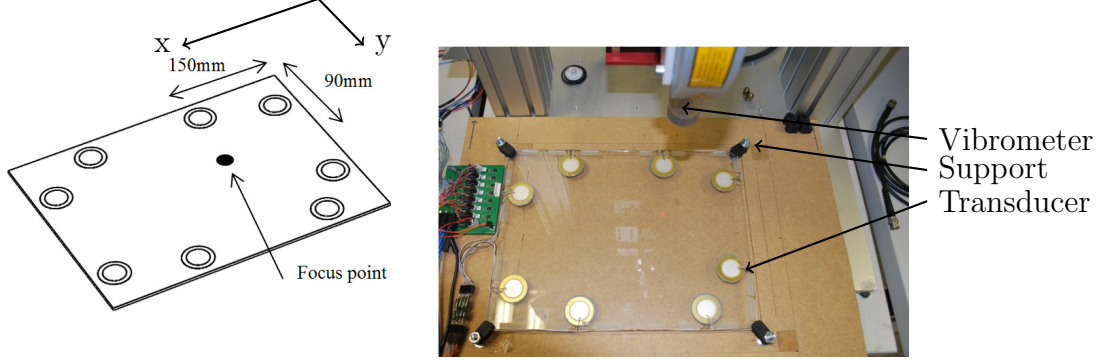 x
y
150mm
90mm
Focus point
Vibrometer
Support
Transducer